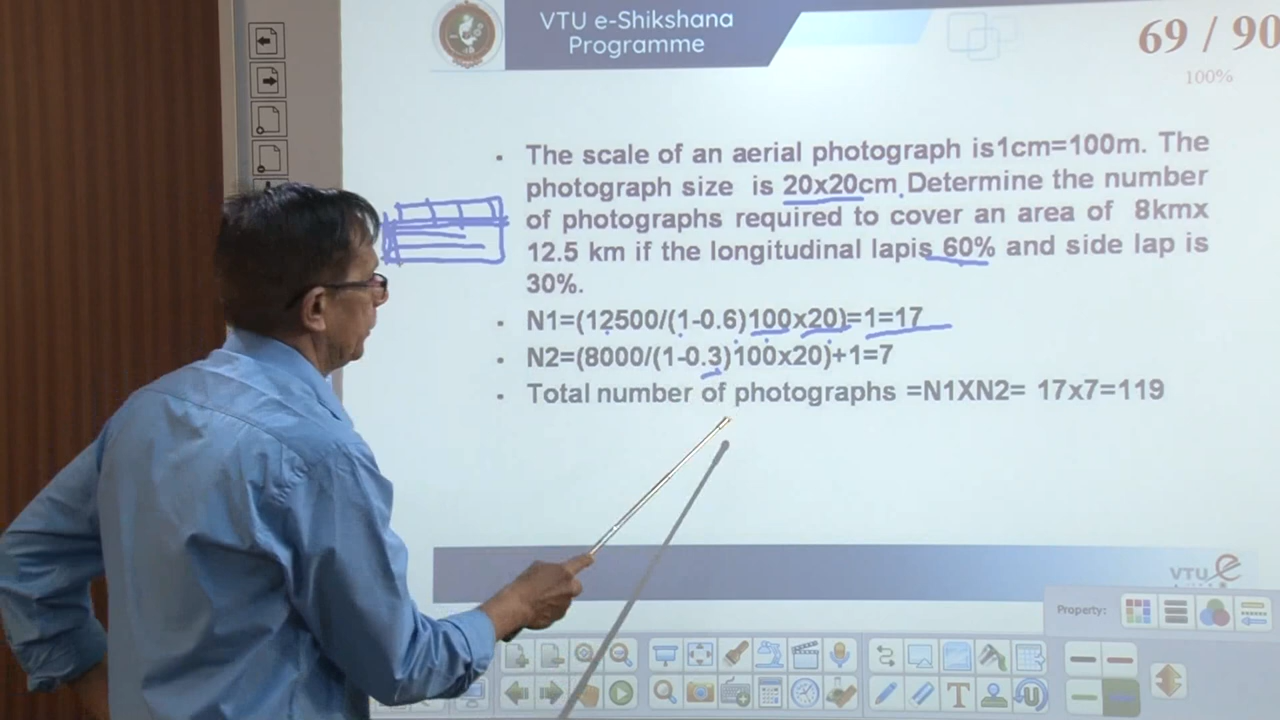 VTU e-Shikshana
Programme
69 / 90
100%
• The scale of an aerial photograph is1cm=100m. The
photograph size is 20x20cm. Determine the number
of photographs required to cover an area of 8kmx
12.5 km if the longitudinal lapis 60% and side lap is
30%.
• N1=(12500/(1-0.6)100x20)=1=17
• N2=(8000/(1-0.3)100x20)+1=7
• Total number of photographs =N1XN2= 17x7=119
VTU e
Property:
T